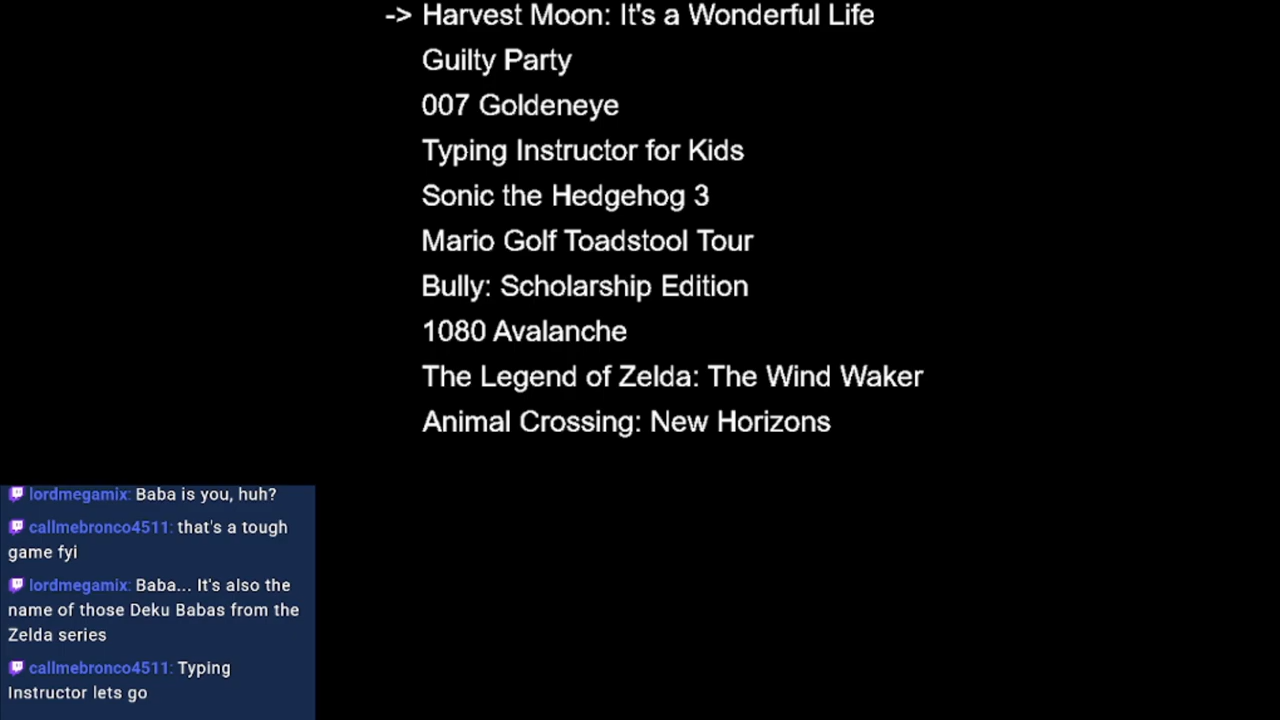 -> Harvest Moon: It's a Wonderful Life
Guilty Party
007 Goldeneye
Typing Instructor for Kids
Sonic the Hedgehog 3
Mario Golf Toadstool Tour
Bully: Scholarship Edition
1080 Avalanche
The Legend of Zelda: The Wind Waker
Animal Crossing: New Horizons
lordmegamix: Baba is you, huh?
callmebronco4511: that's a tough
game fyi
lordmegamix: Baba... It's also the
name of those Deku Babas from the
Zelda series
callmebronco4511: Typing
Instructor lets go